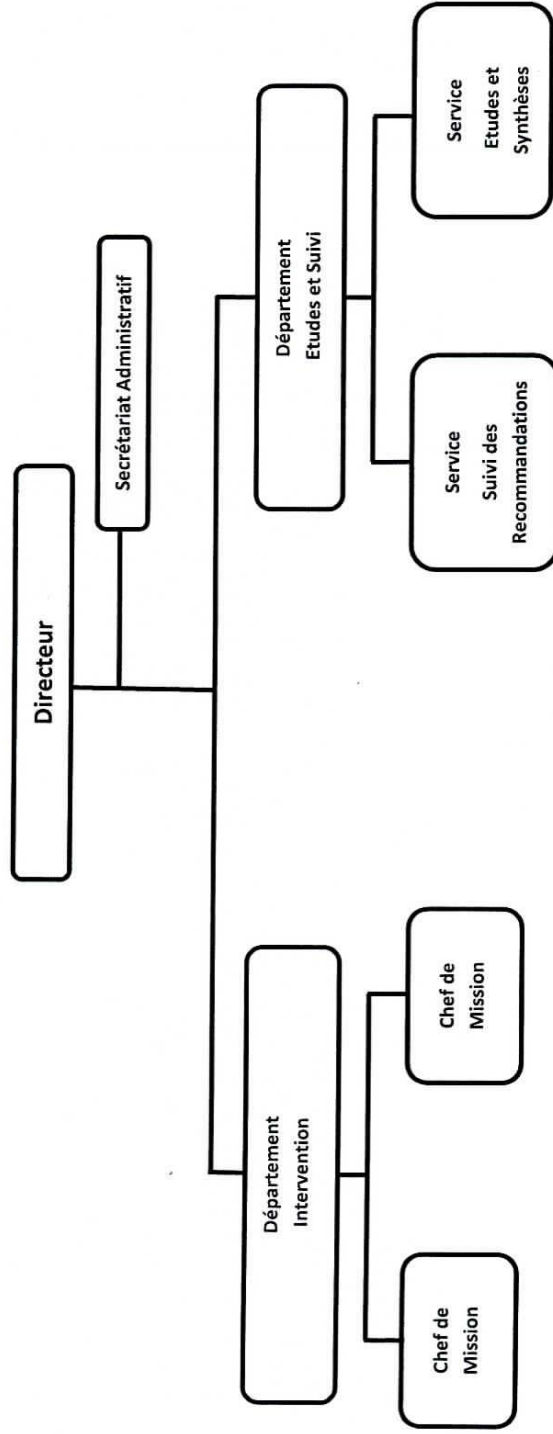 Directeur
Secrétariat Administratif
Département
Intervention
Département
Etudes et Suivi
Chef de
Mission
Chef de
Mission
Service
Suivi des
Recommandations
Service
Etudes et
Synthèses